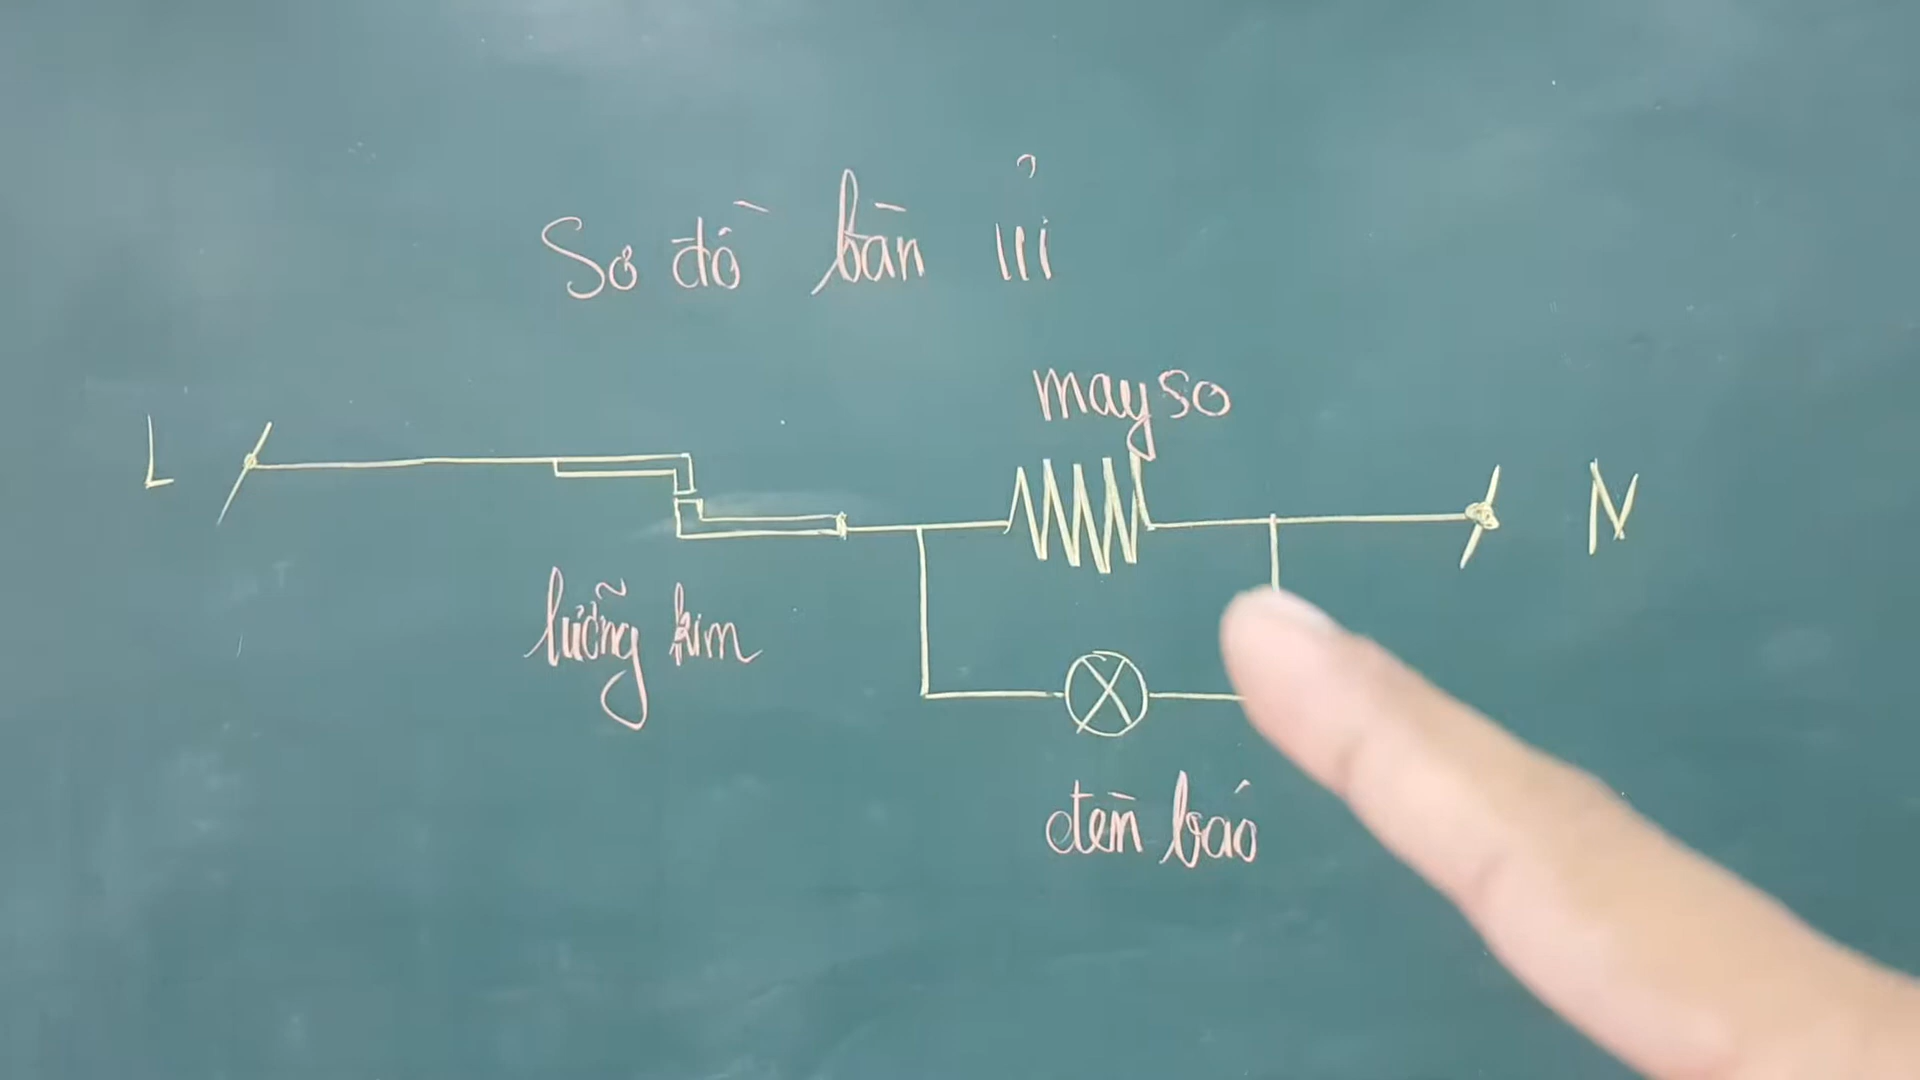 Sơ đồ bàn ủi
mayso
L
N
lưỡng kim
đèn báo